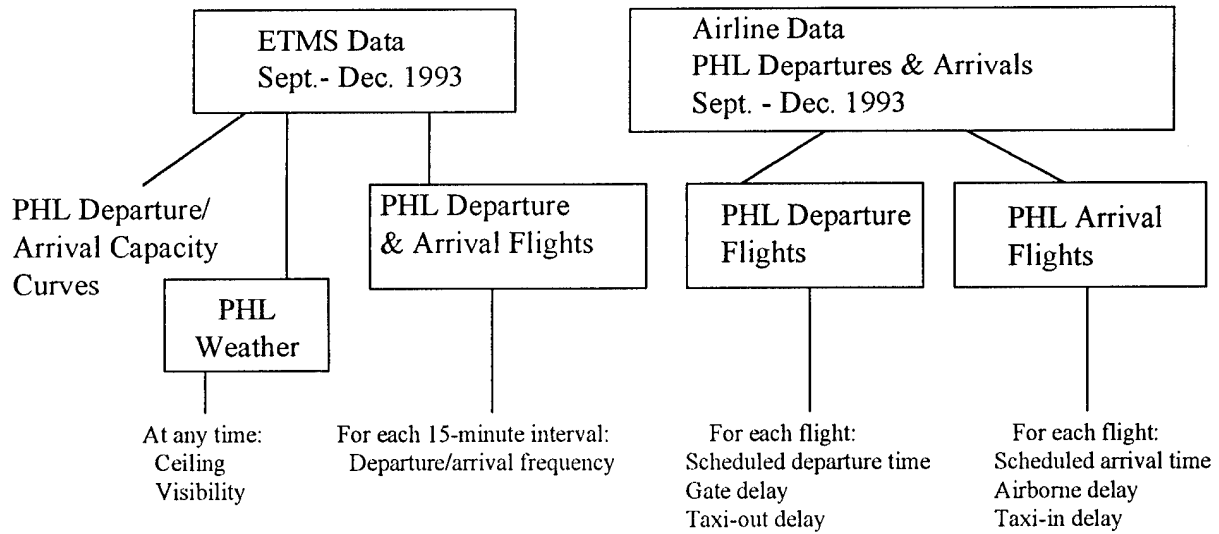 ETMS Data
Sept.- Dec. 1993
Airline Data
PHL Departures & Arrivals
Sept. - Dec. 1993
PHL Departure/
Arrival Capacity
Curves
PHL
Weather
PHL Departure
& Arrival Flights
PHL Departure
Flights
PHL Arrival
Flights
At any time:
Ceiling
Visibility
For each 15-minute interval:
Departure/arrival frequency
For each flight:
Scheduled departure time
Gate delay
Taxi-out delay
For each flight:
Scheduled arrival time
Airborne delay
Taxi-in delay